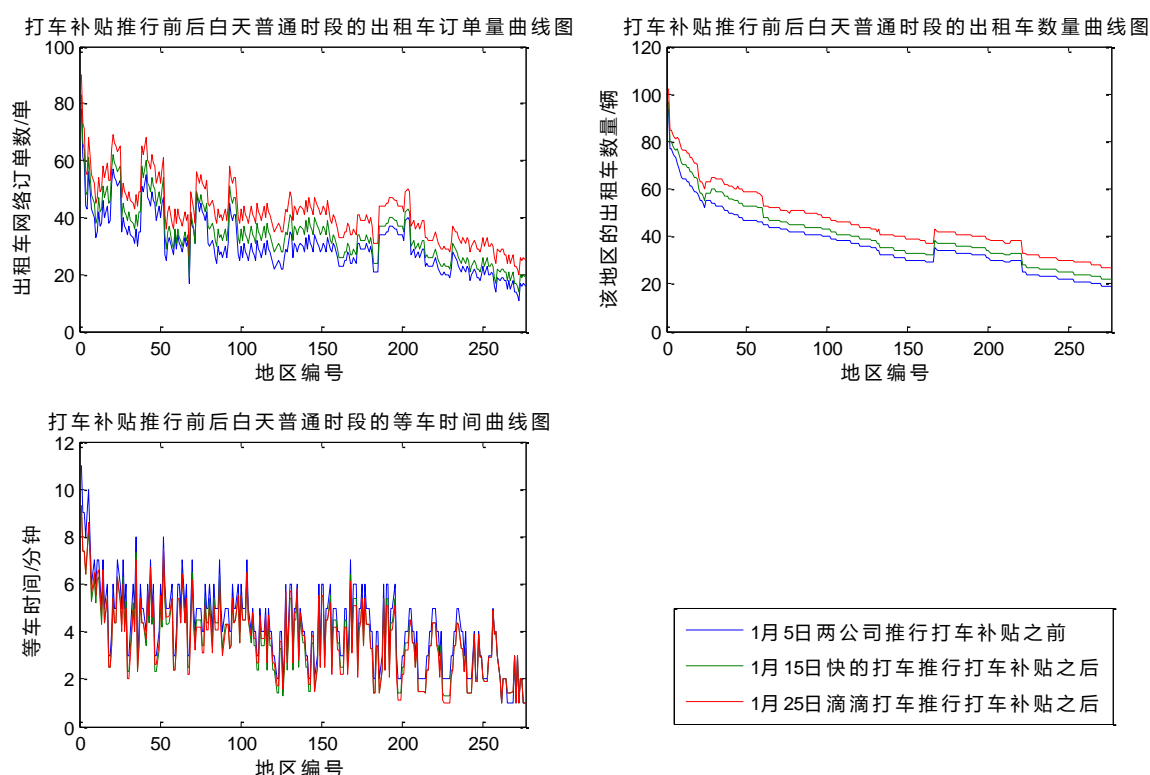 打车补贴推行前后白天普通时段的出租车订单量曲线图
100
80
60
40
20
0
出租车网络订单数/单
0 50 100 150 200 250
地区编号
打车补贴推行前后白天普通时段的出租车数量曲线图
120
100
80
60
40
20
0
该地区的出租车数量/辆
0 50 100 150 200 250
地区编号
打车补贴推行前后白天普通时段的等车时间曲线图
12
10
8
6
4
2
0
等车时间/分钟
0 50 100 150 200 250
地区编号
1月5日两公司推行打车补贴之前
1月15日快的打车推行打车补贴之后
1月25日滴滴打车推行打车补贴之后